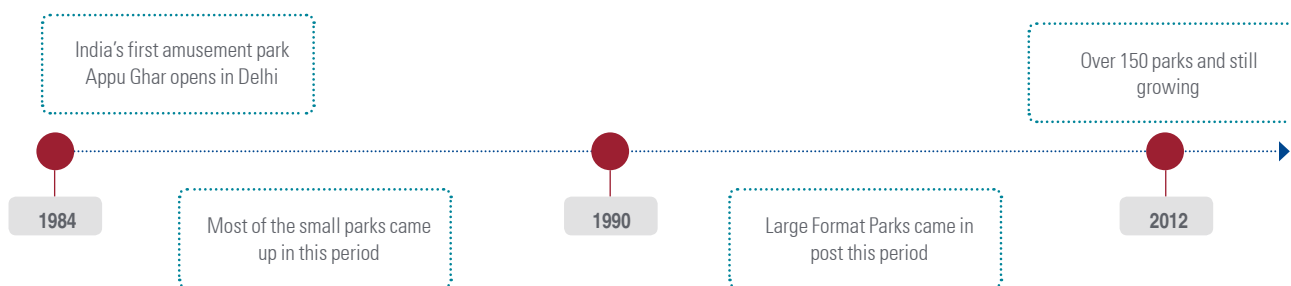 India's first amusement park
Appu Ghar opens in Delhi
Over 150 parks and still
growing
1984
Most of the small parks came
up in this period
1990
Large Format Parks came in
post this period
2012